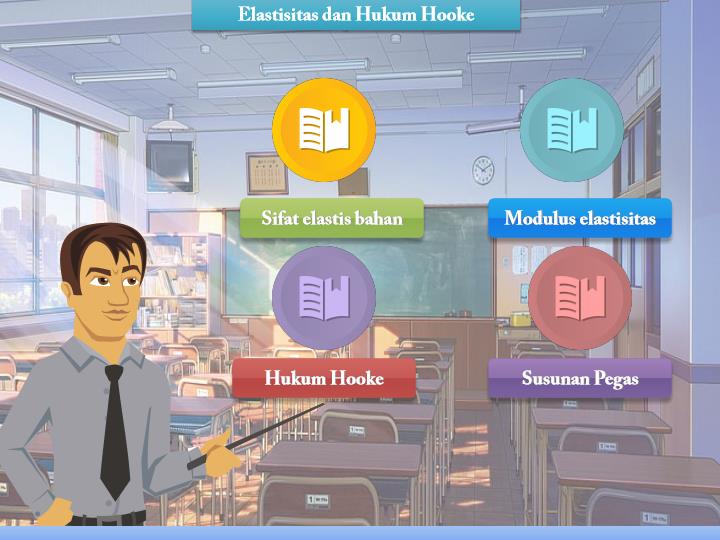 Elastisitas dan Hukum Hooke
Sifat elastis bahan
Modulus elastisitas
Hukum Hooke
Susunan Pegas